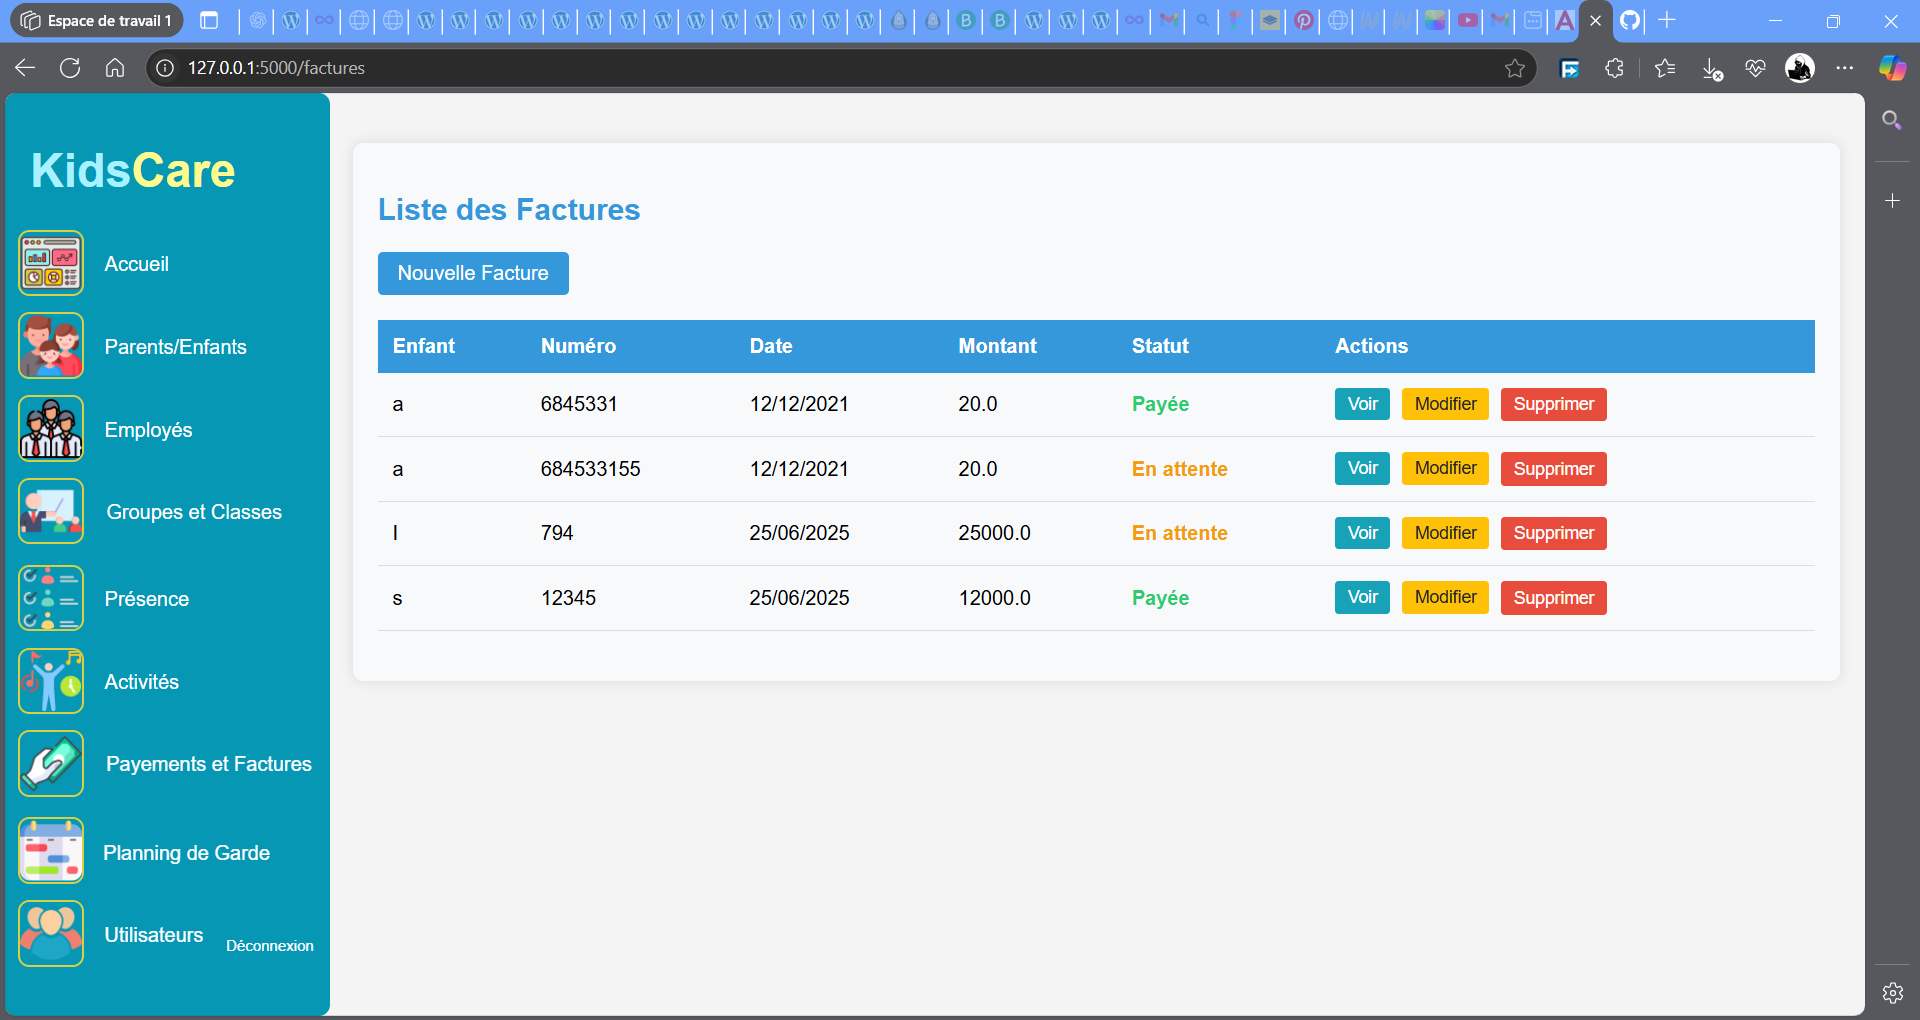 Espace de travail 1
127.0.0.1:5000/factures
KidsCare
Accueil
Parents/Enfants
Employés
Groupes et Classes
Présence
Activités
Payements et Factures
Planning de Garde
Utilisateurs
Déconnexion
Liste des Factures
Nouvelle Facture
Enfant Numéro Date Montant Statut Actions
a 6845331 12/12/2021 20.0 Payée Voir Modifier Supprimer
a 684533155 12/12/2021 20.0 En attente Voir Modifier Supprimer
l 794 25/06/2025 25000.0 En attente Voir Modifier Supprimer
s 12345 25/06/2025 12000.0 Payée Voir Modifier Supprimer